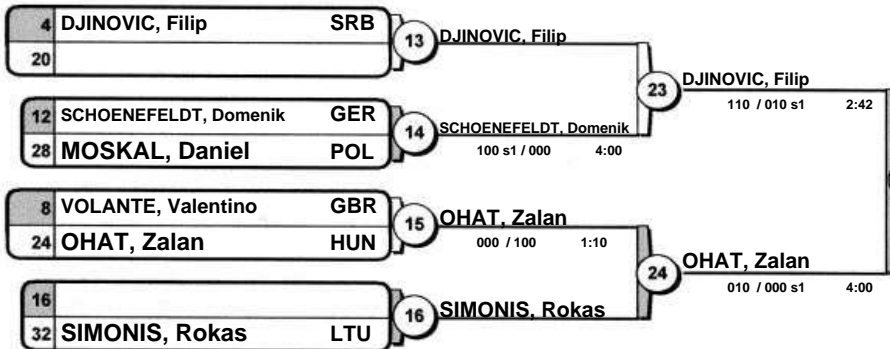 4 DJINOVIC, Filip SRB
20
13 DJINOVIC, Filip
12 SCHOENEFELDT, Domenik GER
28 MOSKAL, Daniel POL
14 SCHOENEFELDT, Domenik
100 s1 / 000 4:00
23 DJINOVIC, Filip
110 / 010 s1 2:42
8 VOLANTE, Valentino GBR
24 OHAT, Zalan HUN
15 OHAT, Zalan
000 / 100 1:10
16
32 SIMONIS, Rokas LTU
16 SIMONIS, Rokas
24 OHAT, Zalan
010 / 000 s1 4:00